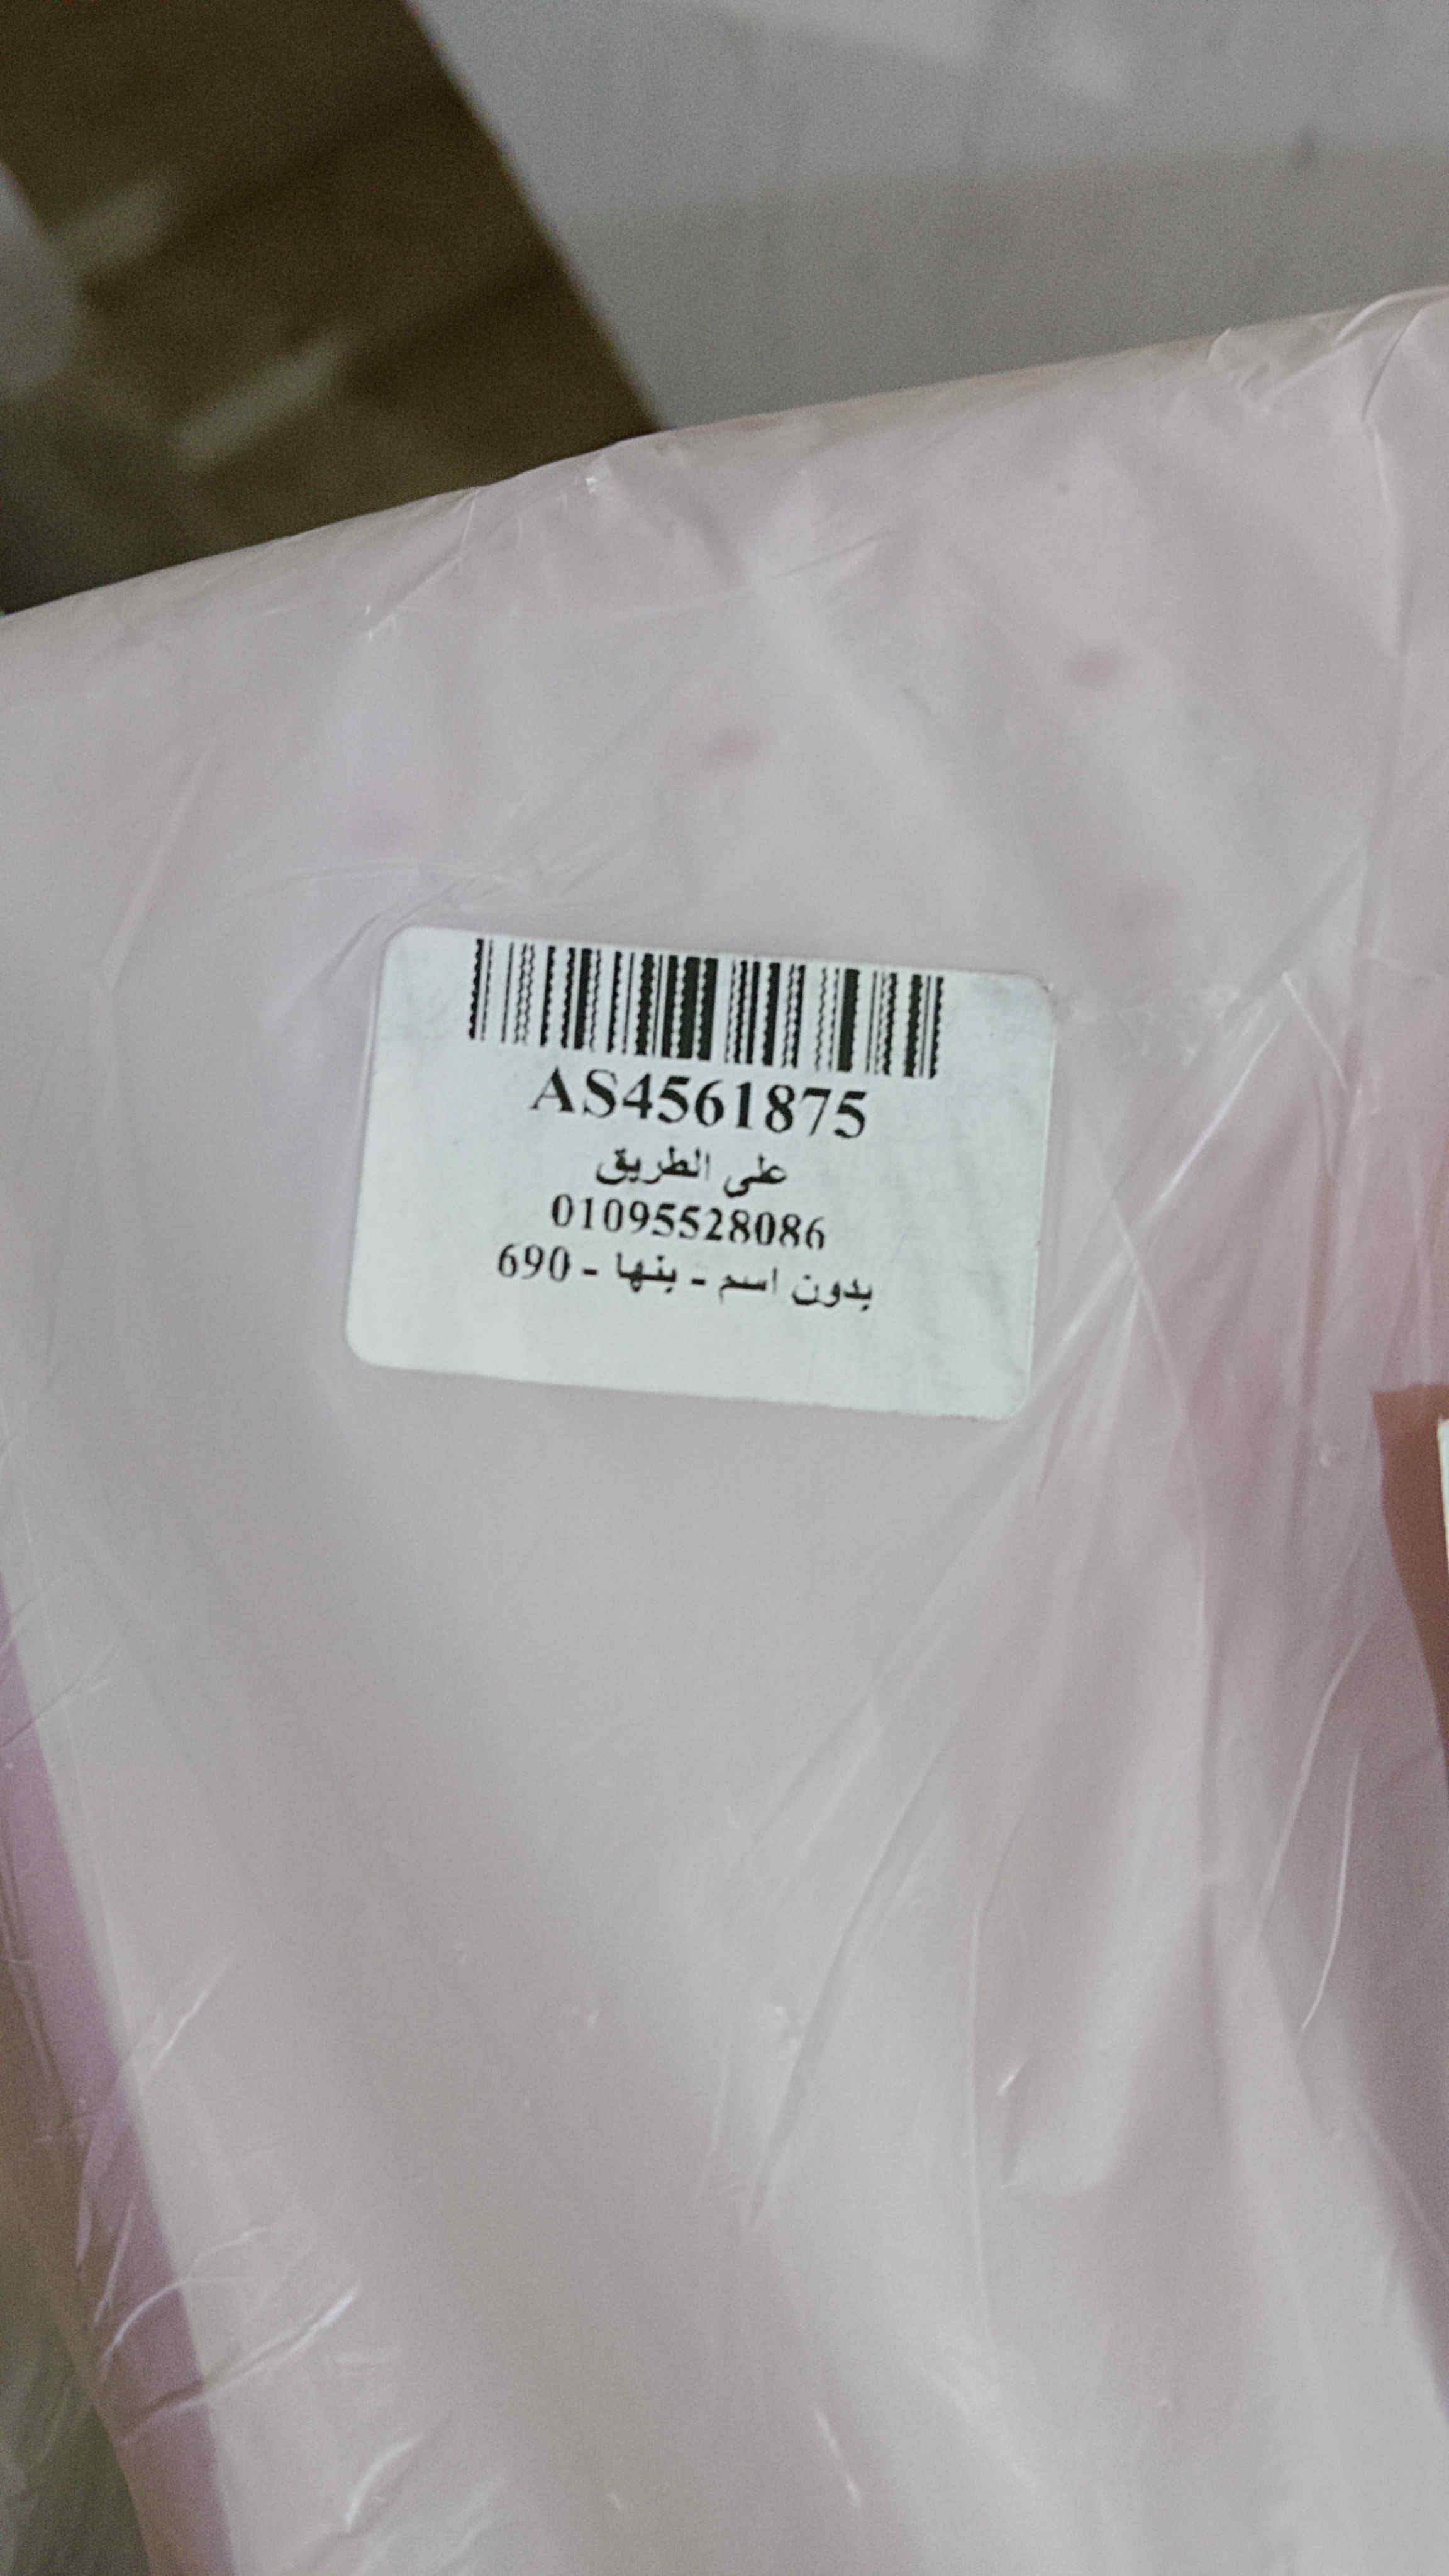 AS4561875
على الطريق
01095528086
بدون اسم - بنها - 690